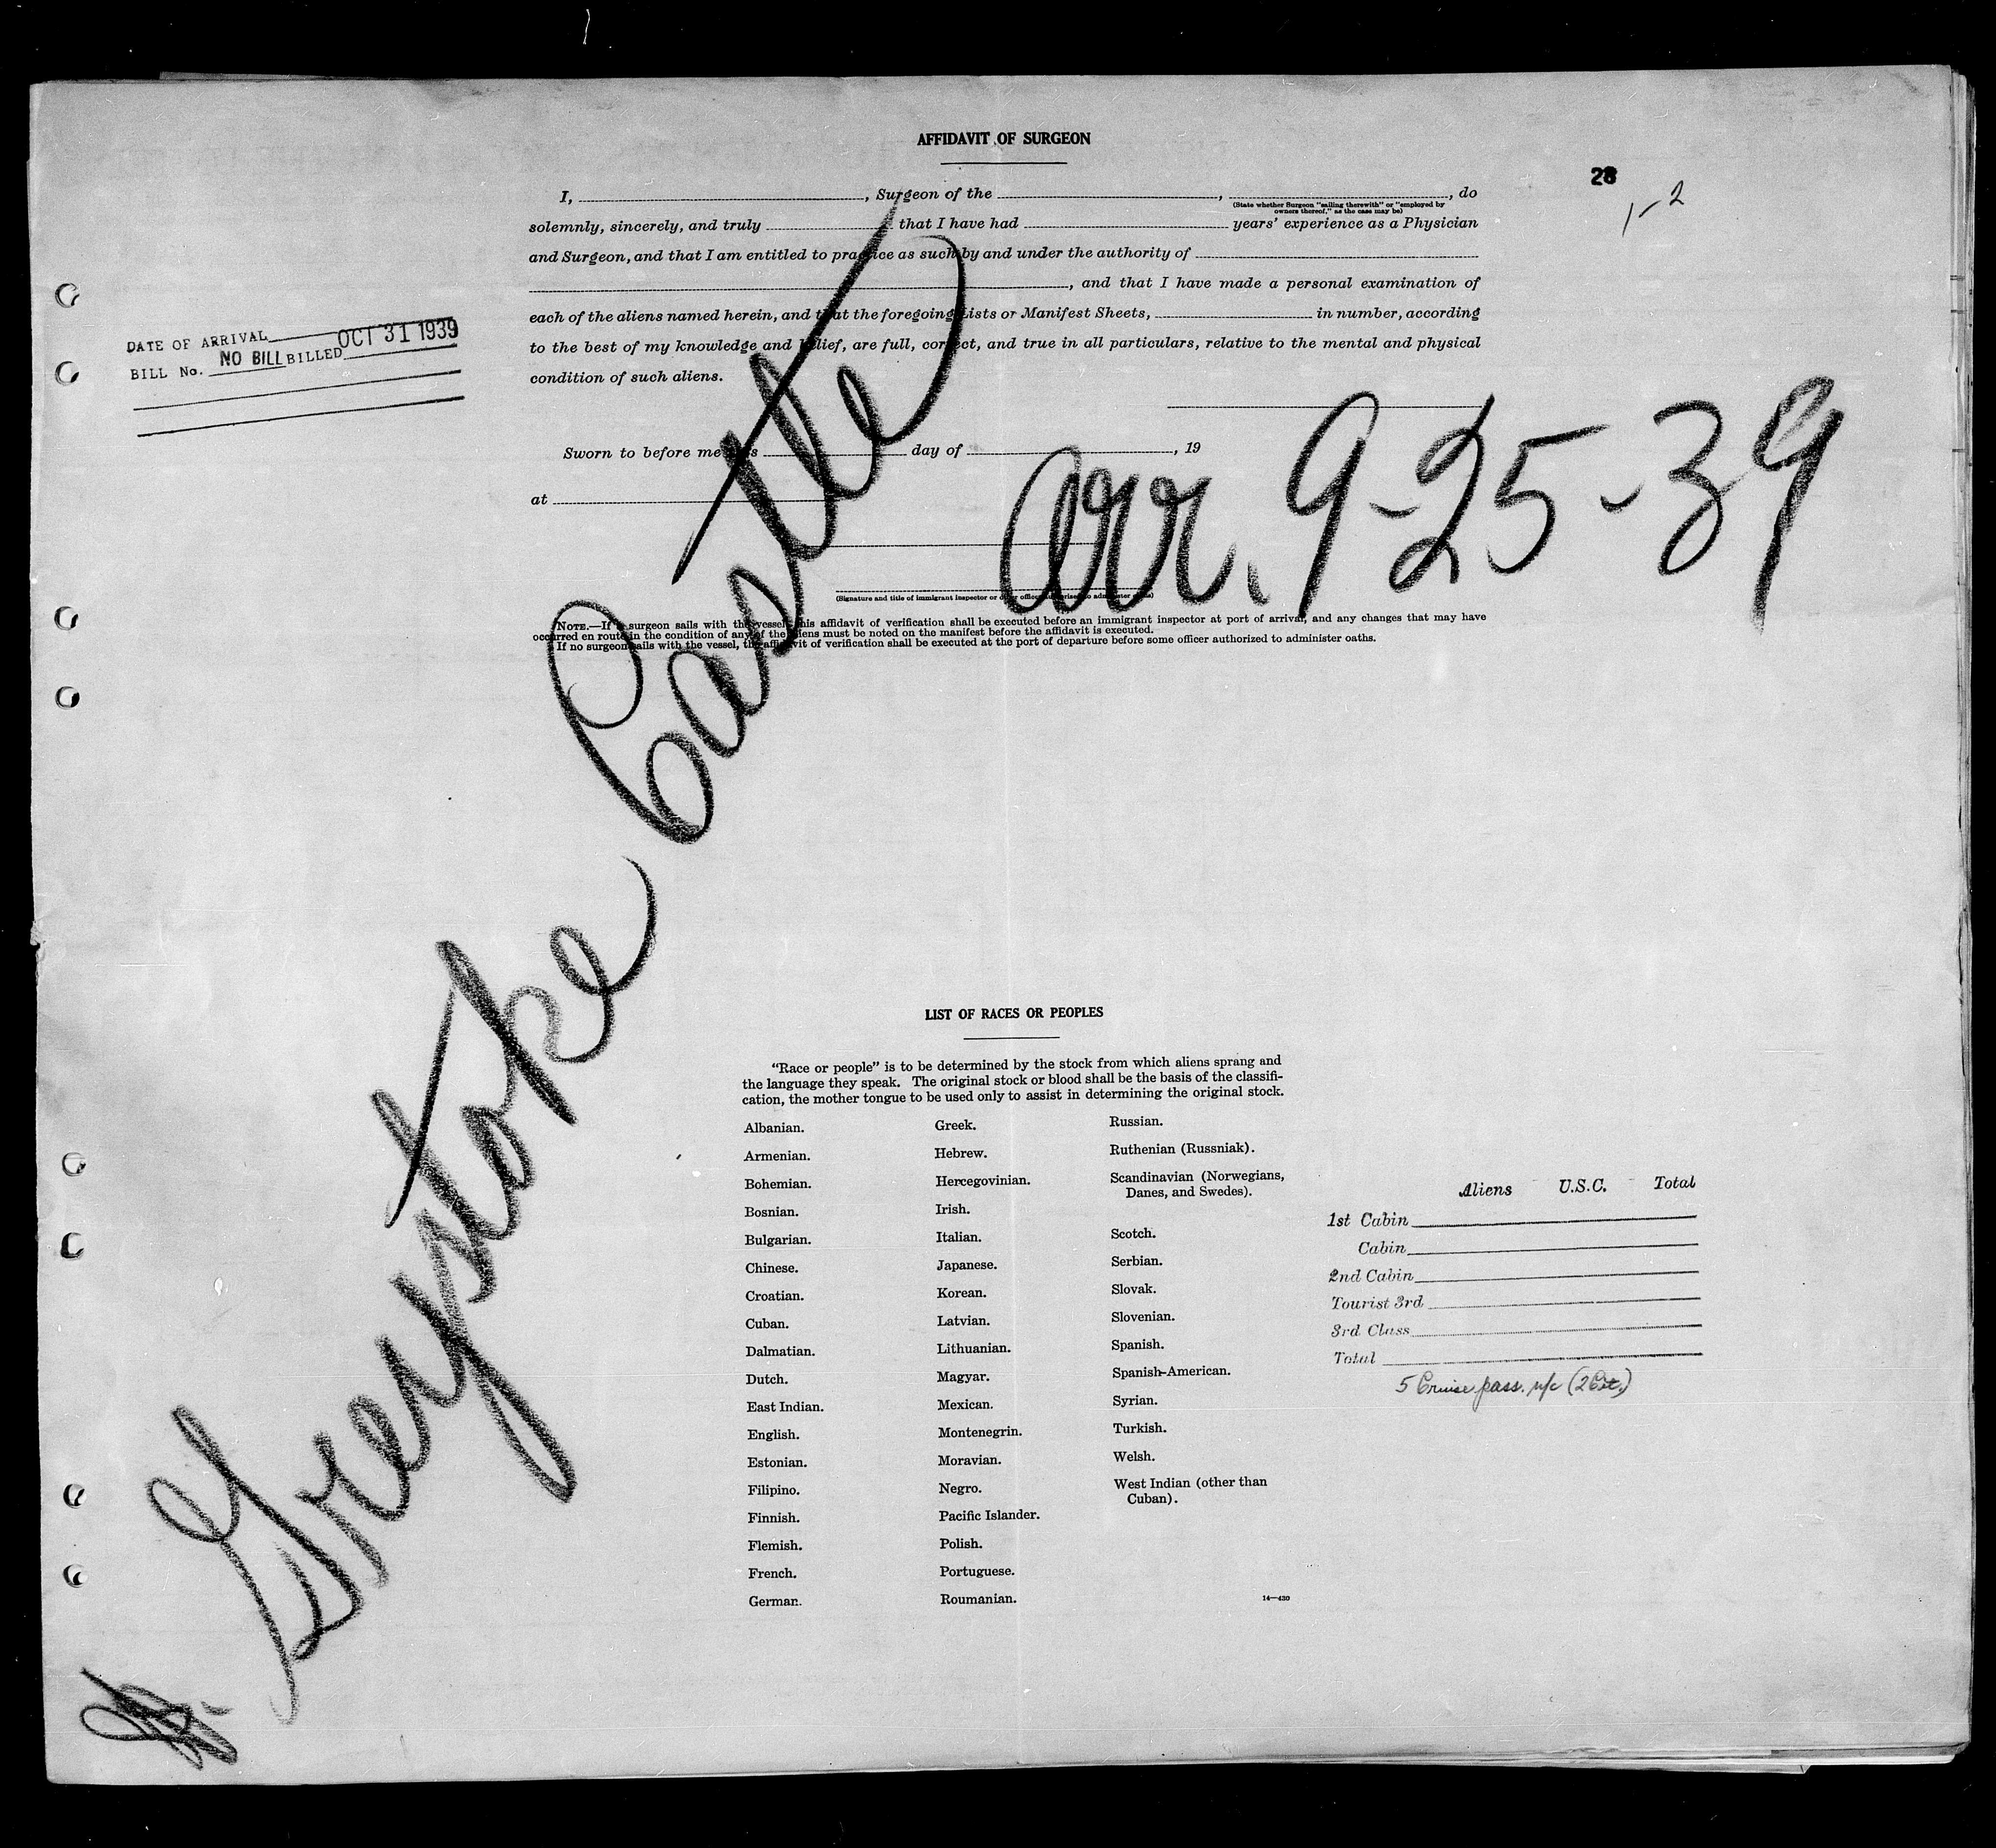 AFFIDAVIT OF SURGEON
28
1-2
I, , Surgeon of the , , do
(State whether Surgeon "sailing therewith" or "employed by owners thereof," as the case may be)
solemnly, sincerely, and truly that I have had years' experience as a Physician
and Surgeon, and that I am entitled to practice as such by and under the authority of
, and that I have made a personal examination of
each of the aliens named herein, and that the foregoing Lists or Manifest Sheets, in number, according
to the best of my knowledge and belief, are full, correct, and true in all particulars, relative to the mental and physical
condition of such aliens.
DATE OF ARRIVAL OCT 31 1939
BILL No. NO BILL BILLED
Sworn to before me this day of , 19
at
arr. 9-25-39
(Signature and title of immigrant inspector or other officer authorized to administer oaths)
NOTE.—If a surgeon sails with the vessel, this affidavit of verification shall be executed before an immigrant inspector at port of arrival, and any changes that may have
occurred en route in the condition of any of the aliens must be noted on the manifest before the affidavit is executed.
If no surgeon sails with the vessel, the affidavit of verification shall be executed at the port of departure before some officer authorized to administer oaths.
Greystoke Castle
LIST OF RACES OR PEOPLES
"Race or people" is to be determined by the stock from which aliens sprang and
the language they speak. The original stock or blood shall be the basis of the classifi-
cation, the mother tongue to be used only to assist in determining the original stock.
Albanian.
Armenian.
Bohemian.
Bosnian.
Bulgarian.
Chinese.
Croatian.
Cuban.
Dalmatian.
Dutch.
East Indian.
English.
Estonian.
Filipino.
Finnish.
Flemish.
French.
German.
Greek.
Hebrew.
Hercegovinian.
Irish.
Italian.
Japanese.
Korean.
Latvian.
Lithuanian.
Magyar.
Mexican.
Montenegrin.
Moravian.
Negro.
Pacific Islander.
Polish.
Portuguese.
Roumanian.
Russian.
Ruthenian (Russniak).
Scandinavian (Norwegians,
Danes, and Swedes).
Scotch.
Serbian.
Slovak.
Slovenian.
Spanish.
Spanish-American.
Syrian.
Turkish.
Welsh.
West Indian (other than
Cuban).
14—430
Aliens U.S.C. Total
1st Cabin
Cabin
2nd Cabin
Tourist 3rd
3rd Class
Total
5 Cruise pass. n/c (2 Cit.)